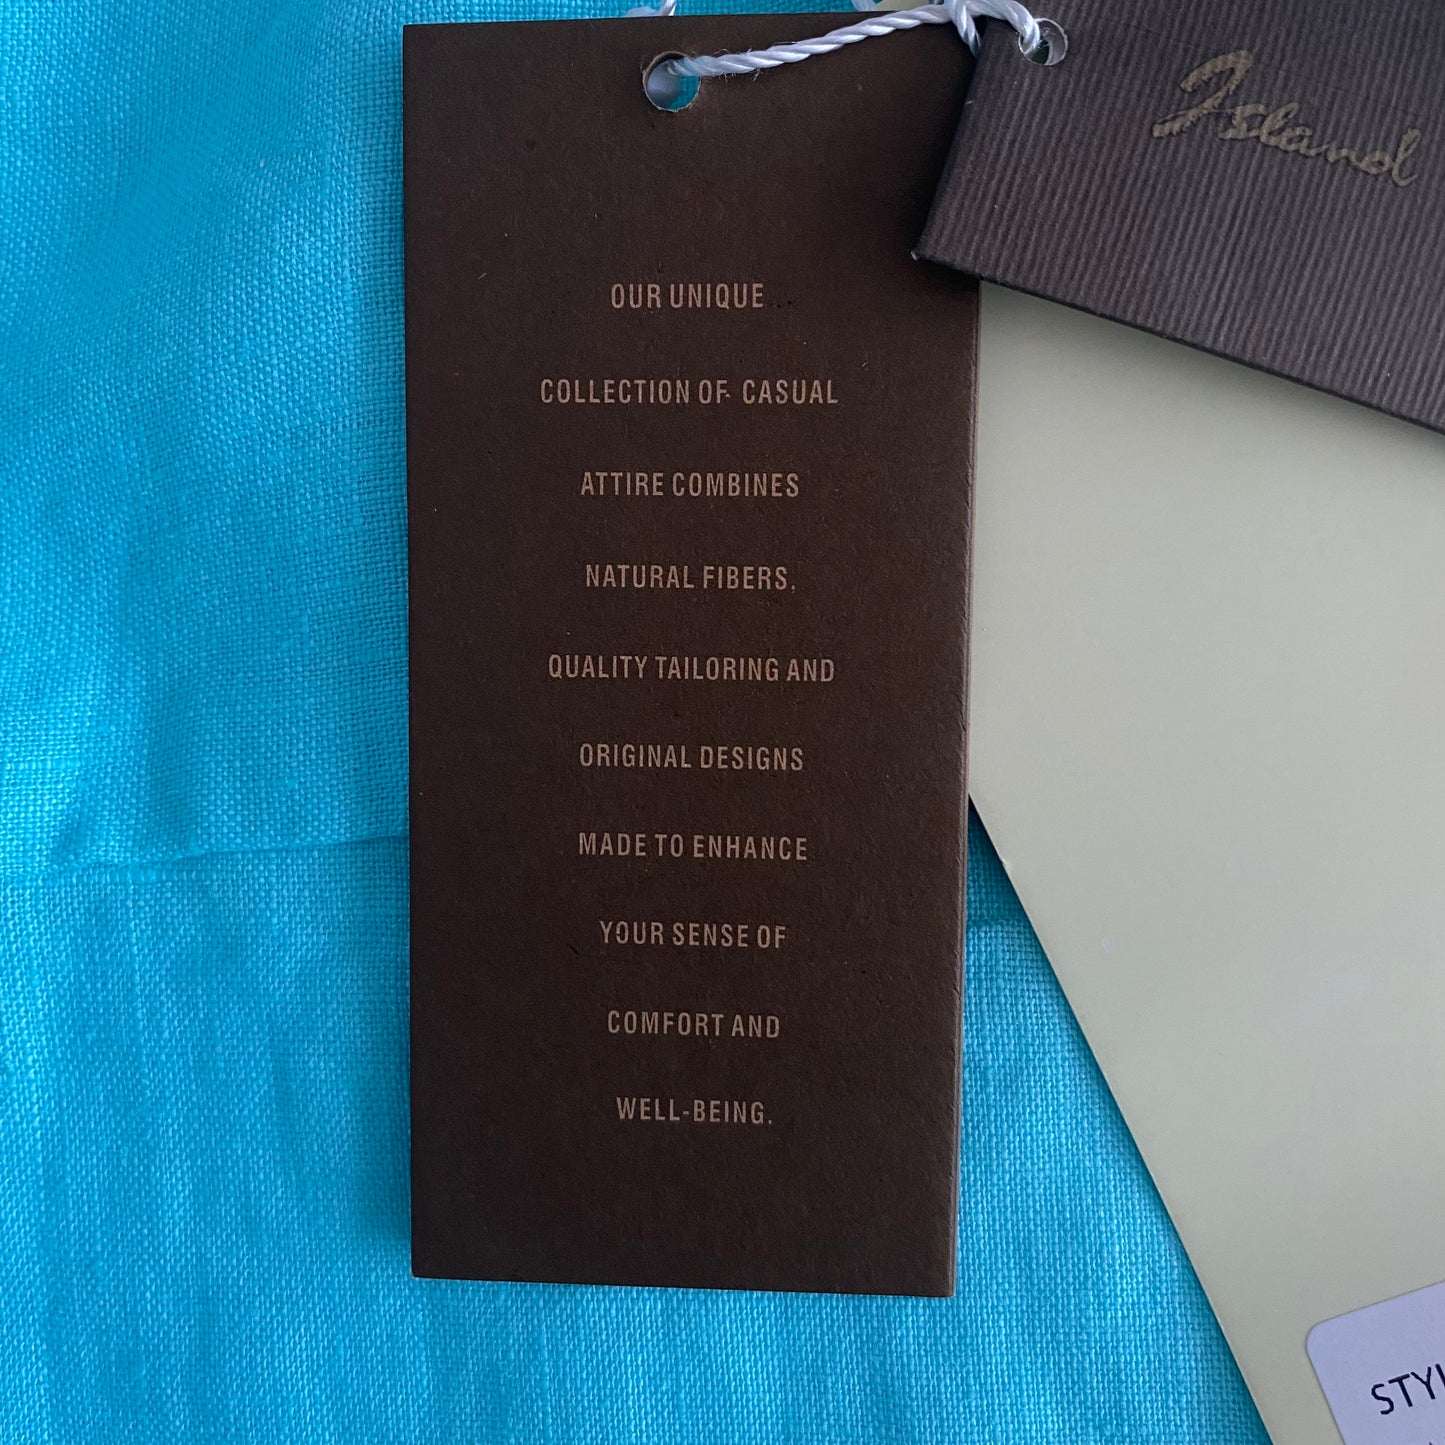 Island
OUR UNIQUE
COLLECTION OF CASUAL
ATTIRE COMBINES
NATURAL FIBERS,
QUALITY TAILORING AND
ORIGINAL DESIGNS
MADE TO ENHANCE
YOUR SENSE OF
COMFORT AND
WELL-BEING.
STY